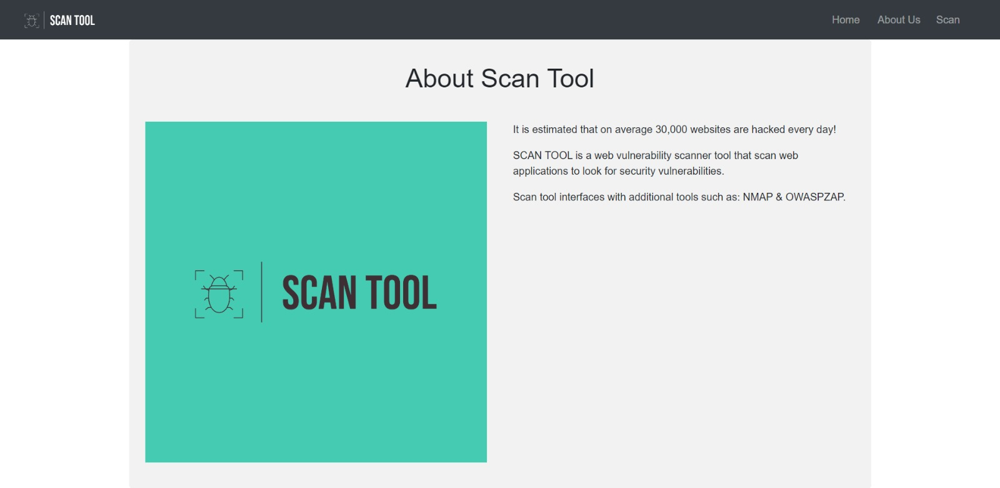 SCAN TOOL
Home About Us Scan
About Scan Tool
SCAN TOOL
It is estimated that on average 30,000 websites are hacked every day!
SCAN TOOL is a web vulnerability scanner tool that scan web
applications to look for security vulnerabilities.
Scan tool interfaces with additional tools such as: NMAP & OWASPZAP.